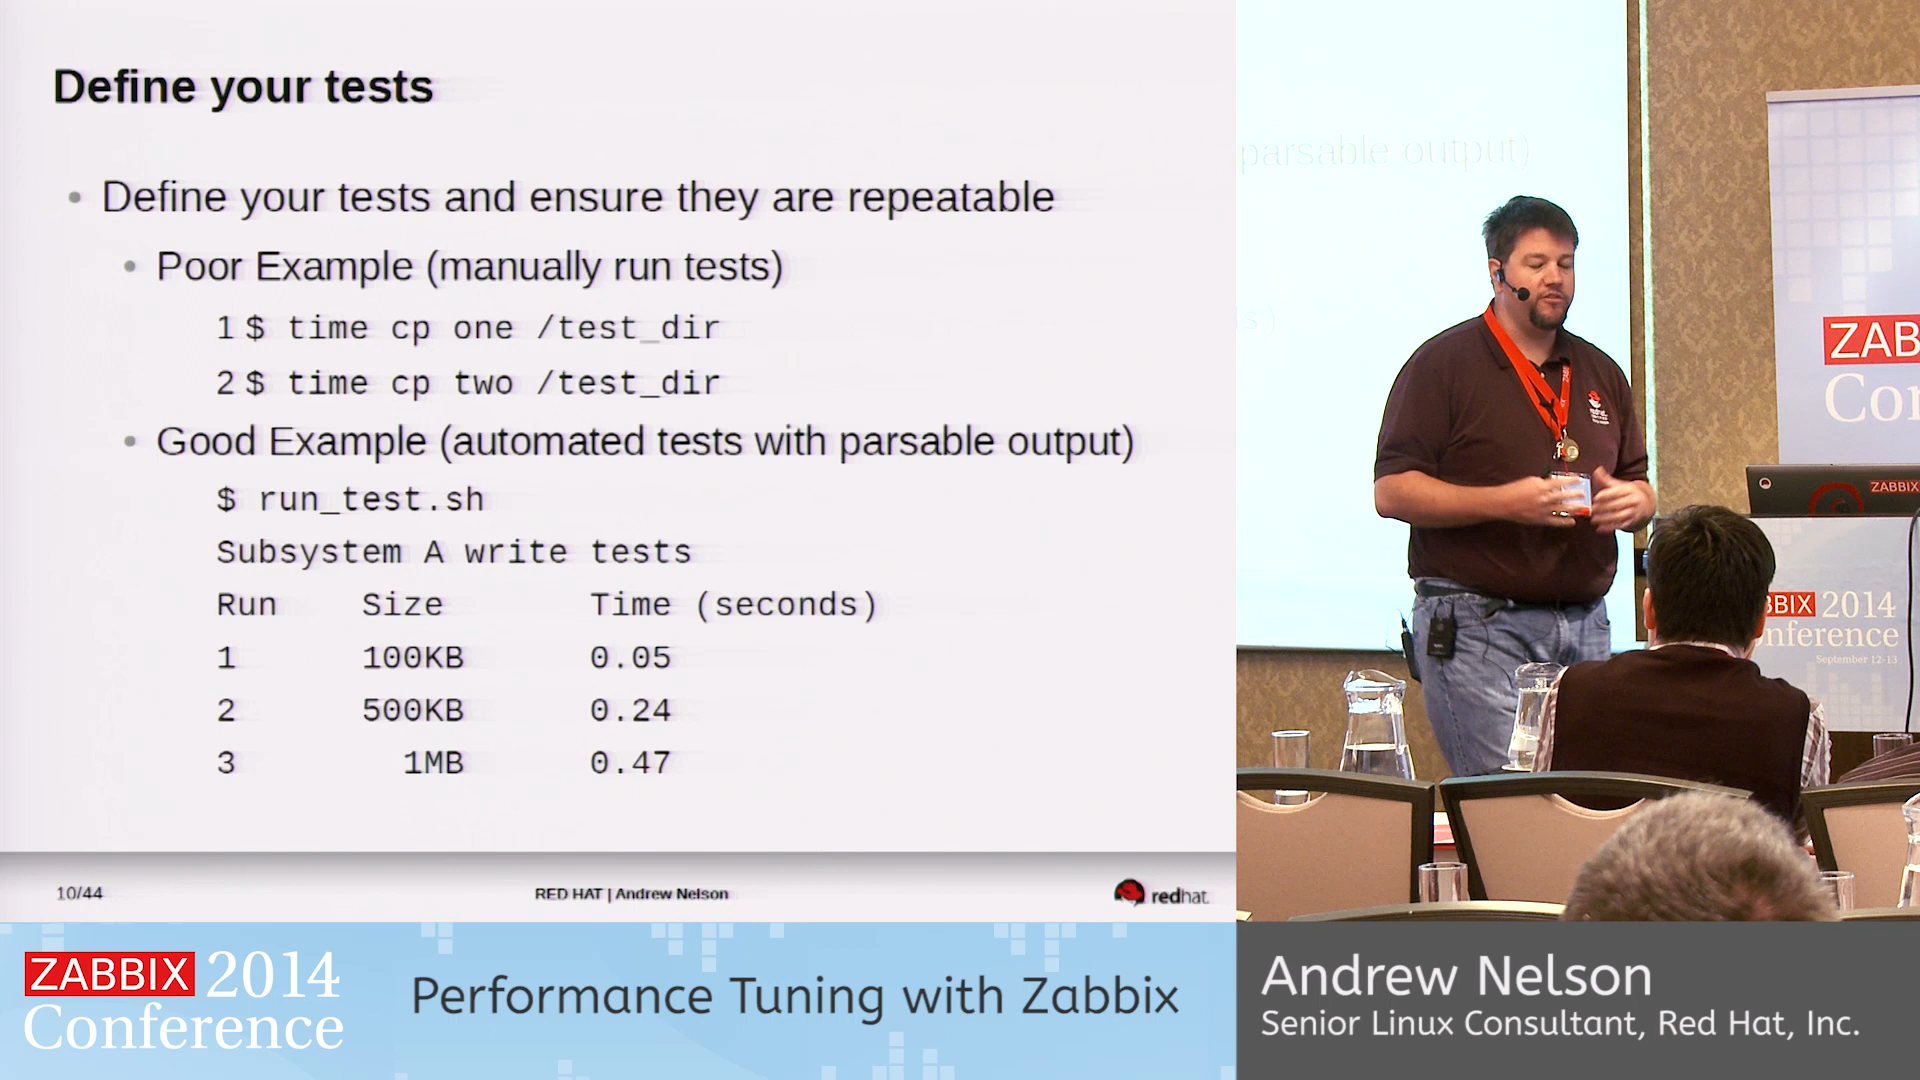 Define your tests
• Define your tests and ensure they are repeatable
• Poor Example (manually run tests)
1 $ time cp one /test_dir
2 $ time cp two /test_dir
• Good Example (automated tests with parsable output)
$ run_test.sh
Subsystem A write tests
Run Size Time (seconds)
1 100KB 0.05
2 500KB 0.24
3 1MB 0.47
10/44 RED HAT | Andrew Nelson redhat.
parsable output)
s)
redhat.
ZAB
Con
ZABBIX
BBIX 2014
nference
September 12-13
ZABBIX 2014
Conference
Performance Tuning with Zabbix
Andrew Nelson
Senior Linux Consultant, Red Hat, Inc.